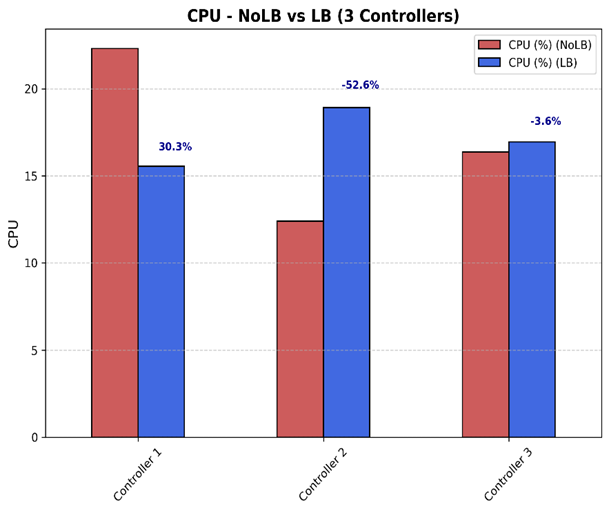 CPU - NoLB vs LB (3 Controllers)
CPU (%) (NoLB)
CPU (%) (LB)
30.3%
-52.6%
-3.6%
CPU
20
15
10
5
0
Controller 1
Controller 2
Controller 3